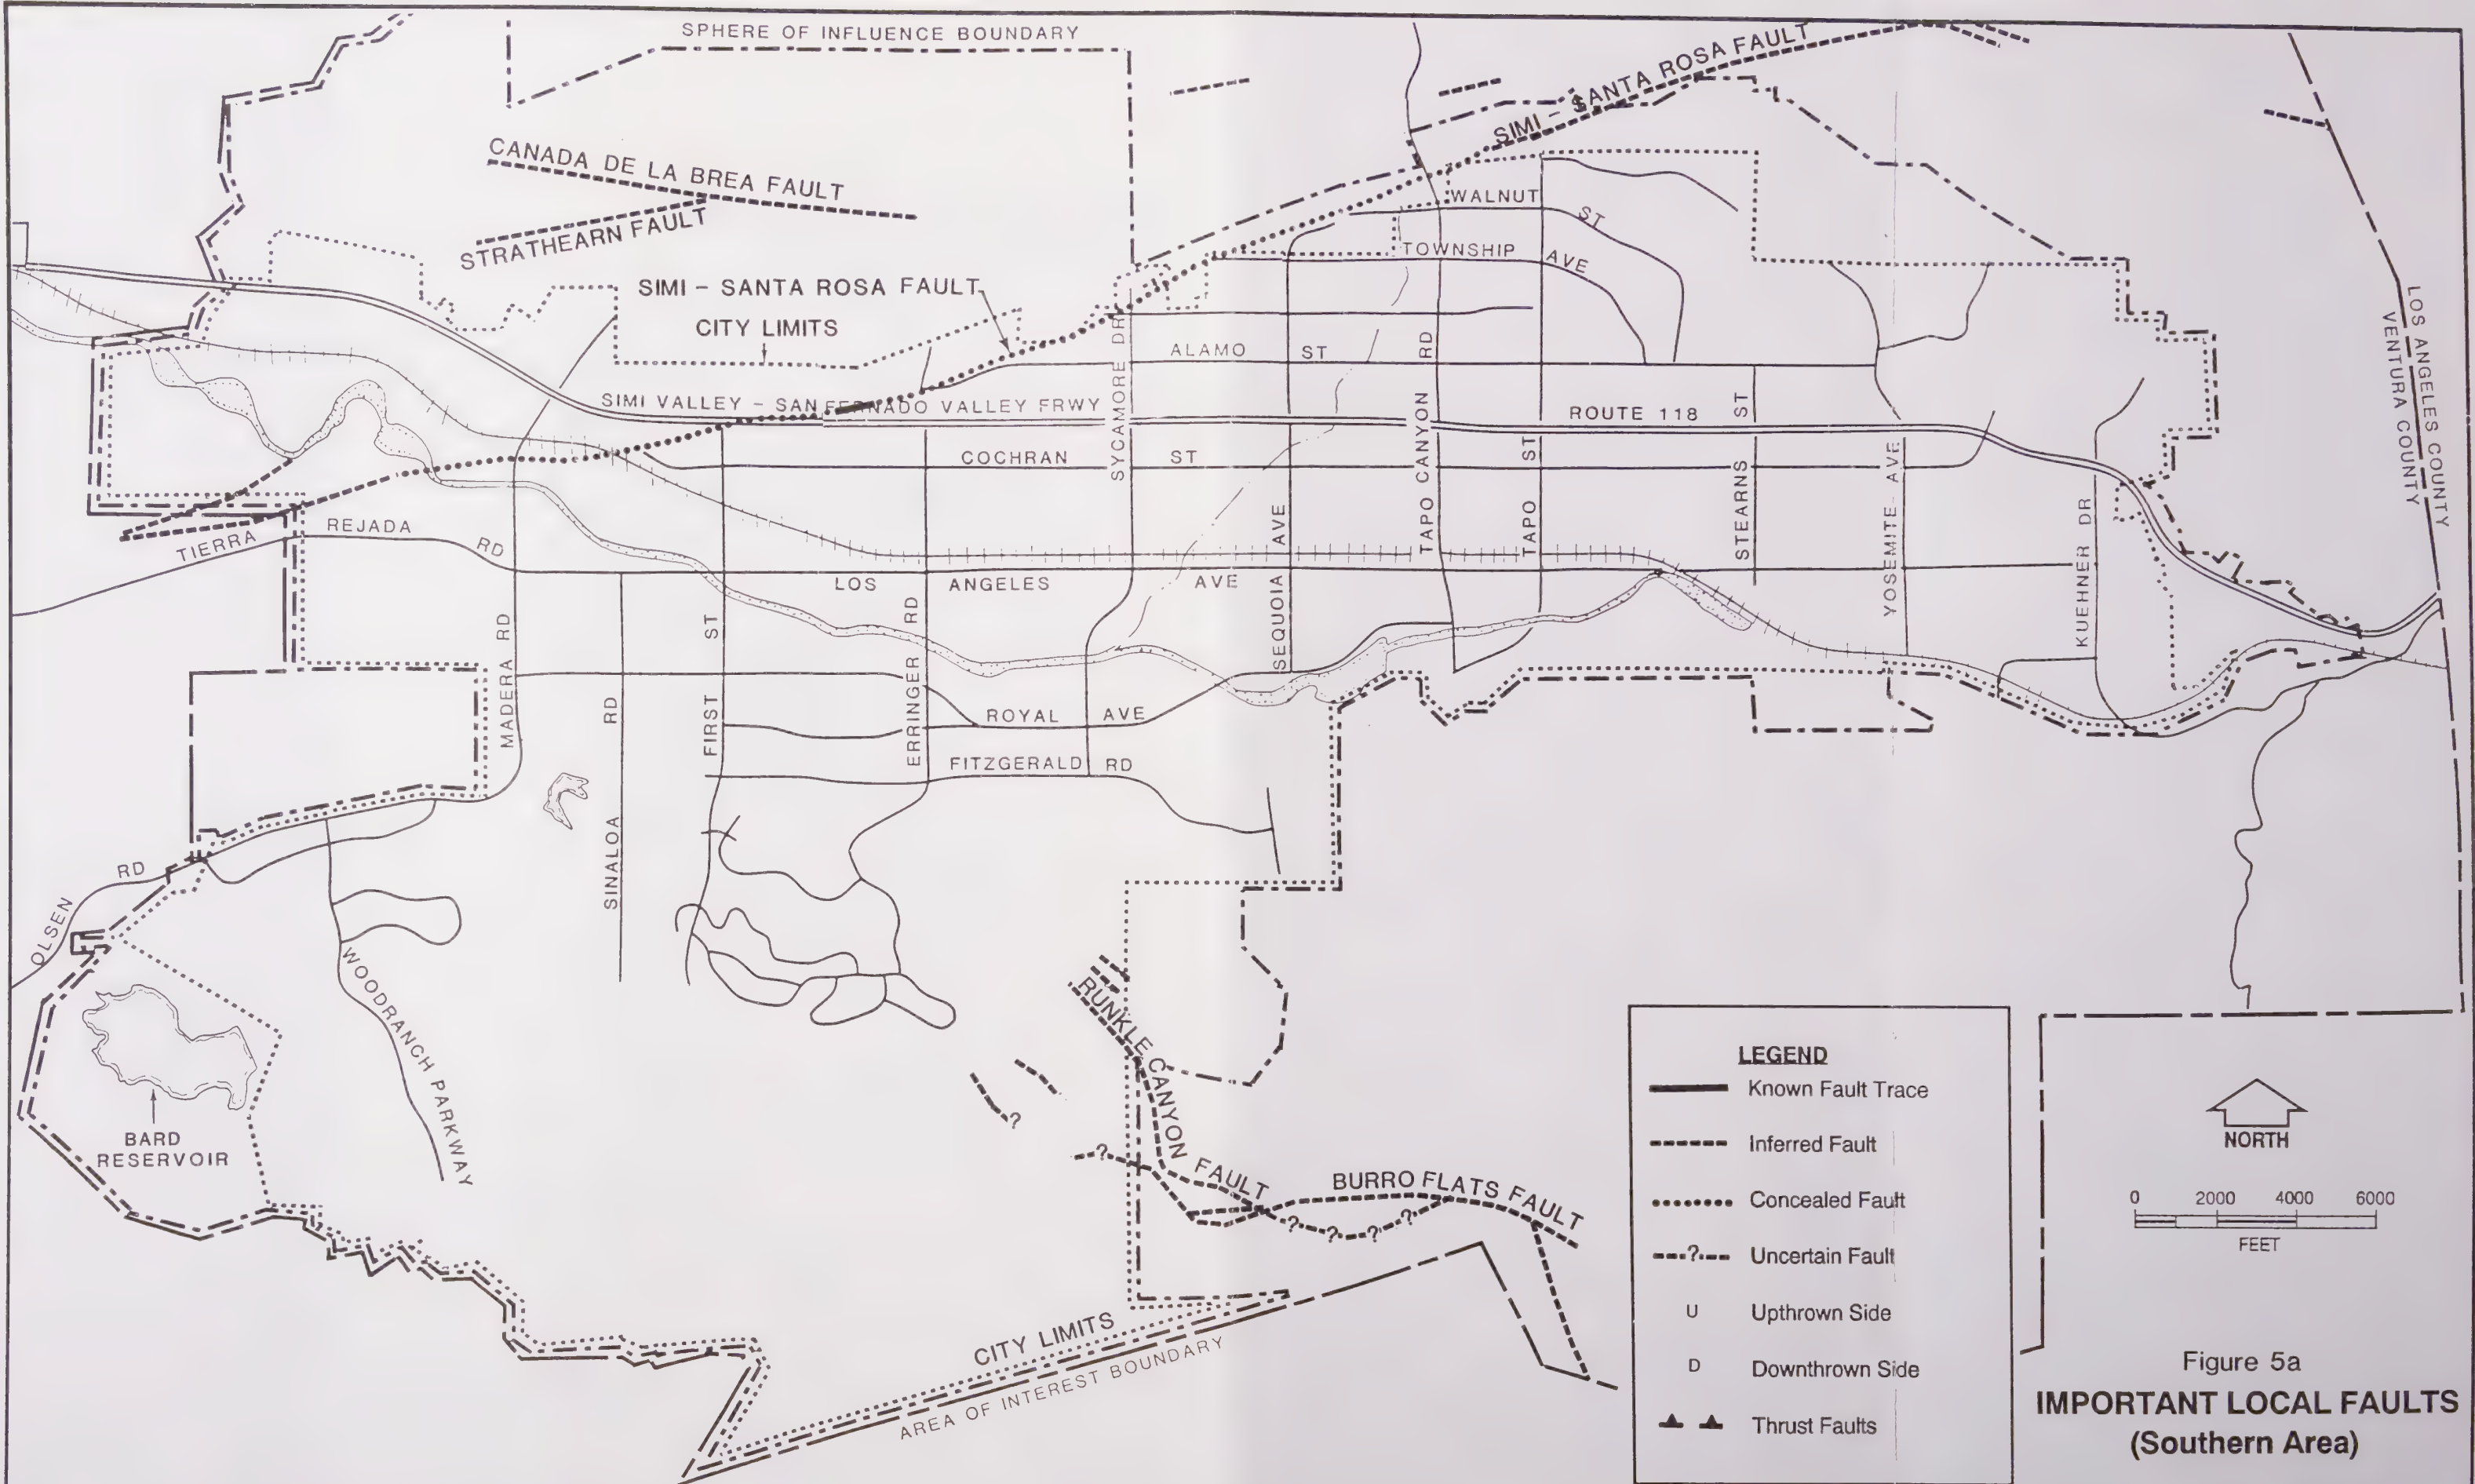 SPHERE OF INFLUENCE BOUNDARY
SIMI - SANTA ROSA FAULT
CANADA DE LA BREA FAULT
STRATHEARN FAULT
WALNUT ST
TOWNSHIP AVE
SIMI - SANTA ROSA FAULT
CITY LIMITS
LOS ANGELES COUNTY
VENTURA COUNTY
ALAMO ST
SIMI VALLEY - SAN FERNADO VALLEY FRWY
ROUTE 118
COCHRAN ST
SYCAMORE DR
TAPO CANYON RD
TAPO ST
STEARNS ST
YOSEMITE AVE
KUEHNER DR
SEQUOIA AVE
TIERRA REJADA RD
LOS ANGELES AVE
MADERA RD
SINALOA RD
FIRST ST
ERRINGER RD
ROYAL AVE
FITZGERALD RD
OLSEN RD
WOODRANCH PARKWAY
BARD
RESERVOIR
RUNKLE CANYON FAULT
?
?
BURRO FLATS FAULT
? ? ? ?
CITY LIMITS
AREA OF INTEREST BOUNDARY
LEGEND
Known Fault Trace
Inferred Fault
Concealed Fault
? Uncertain Fault
U Upthrown Side
D Downthrown Side
Thrust Faults
NORTH
0 2000 4000 6000
FEET
Figure 5a
IMPORTANT LOCAL FAULTS
(Southern Area)